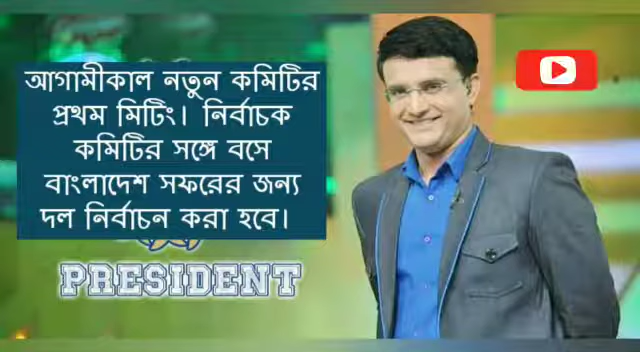 আগামীকাল নতুন কমিটির
প্রথম মিটিং। নির্বাচক
কমিটির সঙ্গে বসে
বাংলাদেশ সফরের জন্য
দল নির্বাচন করা হবে।
PRESIDENT